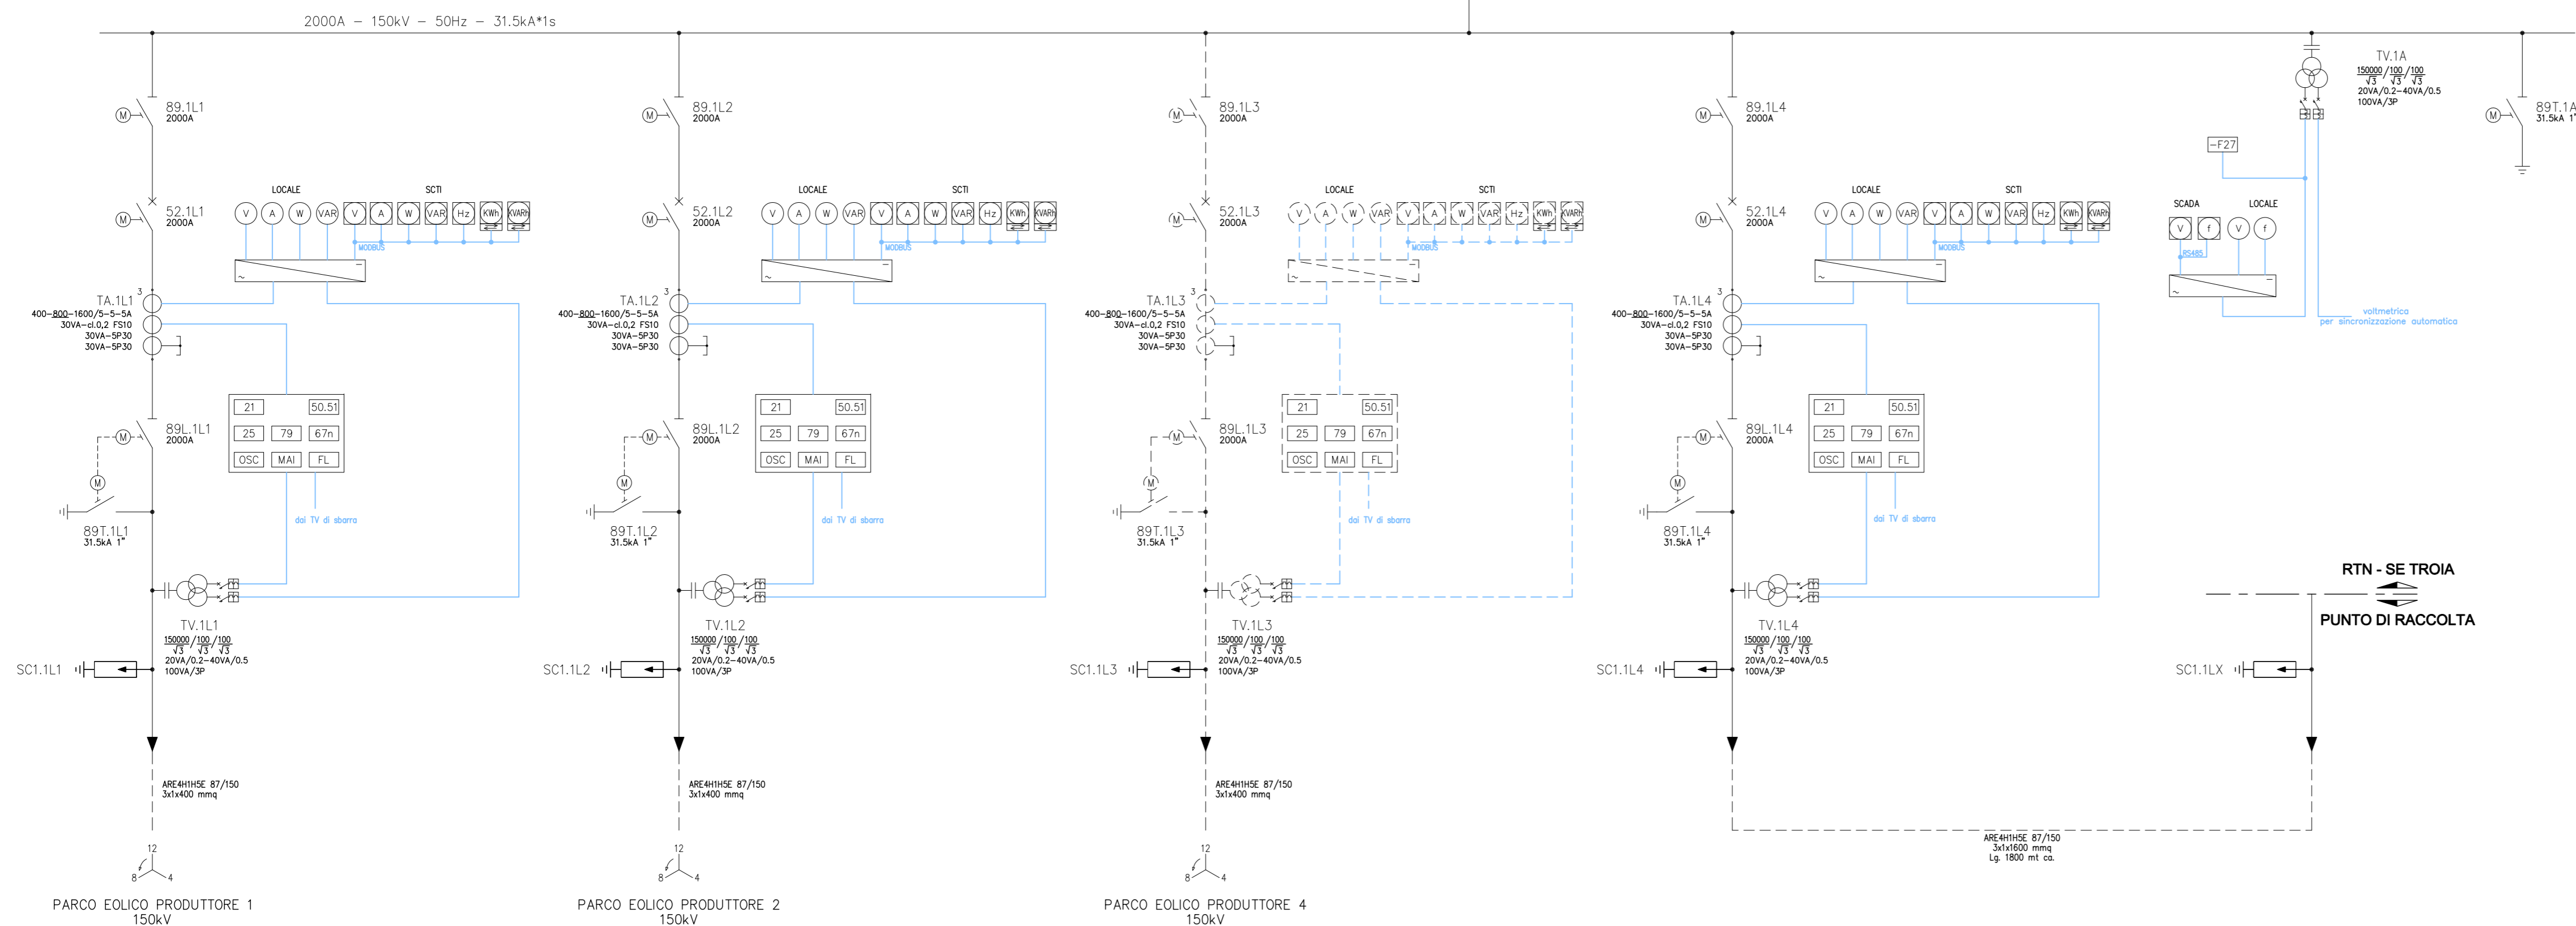 2000A – 150kV – 50Hz – 31.5kA*1s
89.1L1
2000A
M
52.1L1
2000A
M
LOCALE
SCTI
V A W VAR V A W VAR Hz KWh KVARh
MODBUS
~ –
3
TA.1L1
400-800-1600/5-5-5A
30VA-cl.0,2 FS10
30VA-5P30
30VA-5P30
21 50.51
25 79 67n
OSC MAI FL
dai TV di sbarra
M
89L.1L1
2000A
M
89T.1L1
31.5kA 1"
TV.1L1
150000/100/100
√3 √3 √3
20VA/0.2-40VA/0.5
100VA/3P
SC1.1L1
ARE4H1H5E 87/150
3x1x400 mmq
12
8 4
PARCO EOLICO PRODUTTORE 1
150kV
89.1L2
2000A
M
52.1L2
2000A
M
LOCALE
SCTI
V A W VAR V A W VAR Hz KWh KVARh
MODBUS
~ –
3
TA.1L2
400-800-1600/5-5-5A
30VA-cl.0,2 FS10
30VA-5P30
30VA-5P30
21 50.51
25 79 67n
OSC MAI FL
dai TV di sbarra
M
89L.1L2
2000A
M
89T.1L2
31.5kA 1"
TV.1L2
150000/100/100
√3 √3 √3
20VA/0.2-40VA/0.5
100VA/3P
SC1.1L2
ARE4H1H5E 87/150
3x1x400 mmq
12
8 4
PARCO EOLICO PRODUTTORE 2
150kV
89.1L3
2000A
M
52.1L3
2000A
M
LOCALE
SCTI
V A W VAR V A W VAR Hz KWh KVARh
MODBUS
~ –
3
TA.1L3
400-800-1600/5-5-5A
30VA-cl.0,2 FS10
30VA-5P30
30VA-5P30
21 50.51
25 79 67n
OSC MAI FL
dai TV di sbarra
M
89L.1L3
2000A
M
89T.1L3
31.5kA 1"
TV.1L3
150000/100/100
√3 √3 √3
20VA/0.2-40VA/0.5
100VA/3P
SC1.1L3
ARE4H1H5E 87/150
3x1x400 mmq
12
8 4
PARCO EOLICO PRODUTTORE 4
150kV
89.1L4
2000A
M
52.1L4
2000A
M
LOCALE
SCTI
V A W VAR V A W VAR Hz KWh KVARh
MODBUS
~ –
3
TA.1L4
400-800-1600/5-5-5A
30VA-cl.0,2 FS10
30VA-5P30
30VA-5P30
21 50.51
25 79 67n
OSC MAI FL
dai TV di sbarra
M
89L.1L4
2000A
M
89T.1L4
31.5kA 1"
TV.1L4
150000/100/100
√3 √3 √3
20VA/0.2-40VA/0.5
100VA/3P
SC1.1L4
ARE4H1H5E 87/150
3x1x1600 mmq
Lg. 1800 mt ca.
TV.1A
150000/100/100
√3 √3 √3
20VA/0.2-40VA/0.5
100VA/3P
-F27
SCADA
LOCALE
V f V f
RS485
~ –
voltmetrica
per sincronizzazione automatica
M
89T.1A
31.5kA 1"
RTN - SE TROIA
PUNTO DI RACCOLTA
SC1.1LX